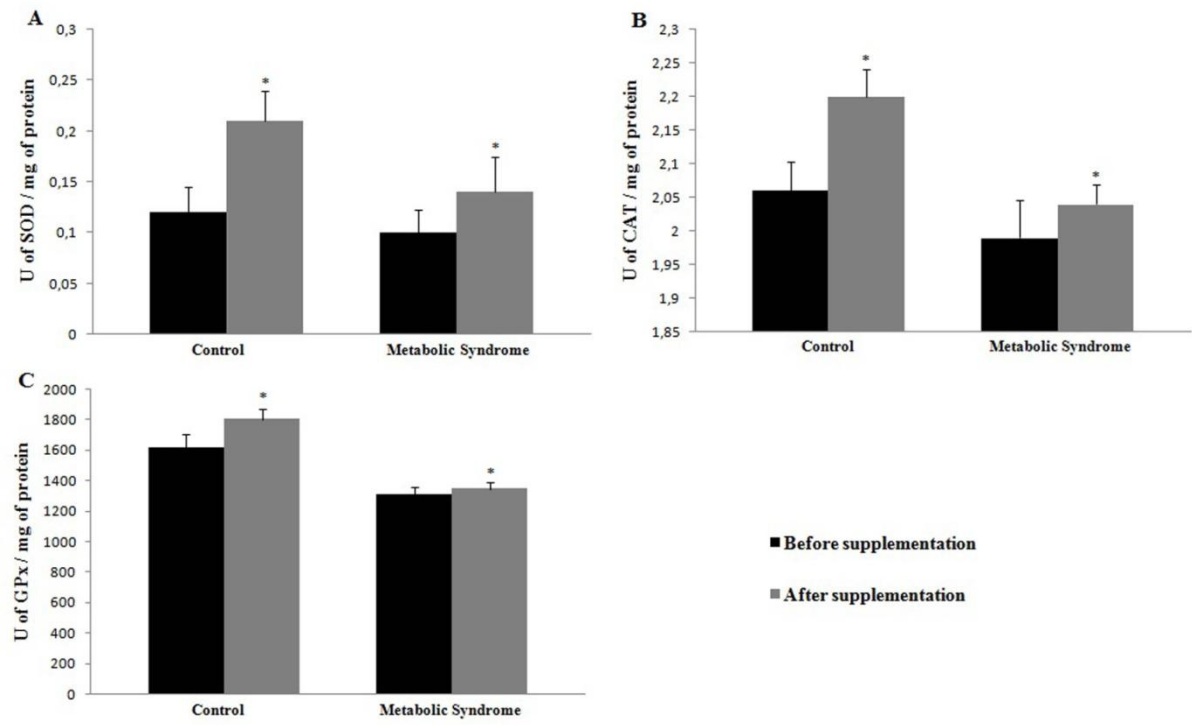 A
U of SOD / mg of protein
0,3
0,25
0,2
0,15
0,1
0,05
0
*
*
Control
Metabolic Syndrome
B
U of CAT / mg of protein
2,3
2,25
2,2
2,15
2,1
2,05
2
1,95
1,9
1,85
*
*
Control
Metabolic Syndrome
C
U of GPx / mg of protein
2000
1800
1600
1400
1200
1000
800
600
400
200
0
*
*
Control
Metabolic Syndrome
Before supplementation
After supplementation